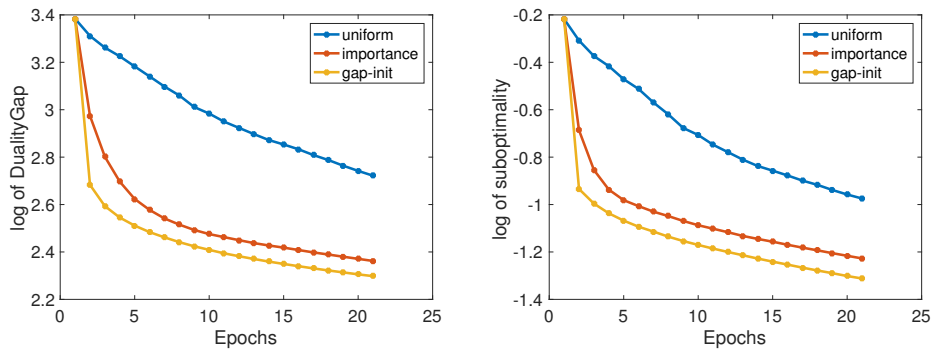 3.4
3.2
3
2.8
2.6
2.4
2.2
log of DualityGap
0
5
10
15
20
25
Epochs
uniform
importance
gap-init
-0.2
-0.4
-0.6
-0.8
-1
-1.2
-1.4
log of suboptimality
0
5
10
15
20
25
Epochs
uniform
importance
gap-init